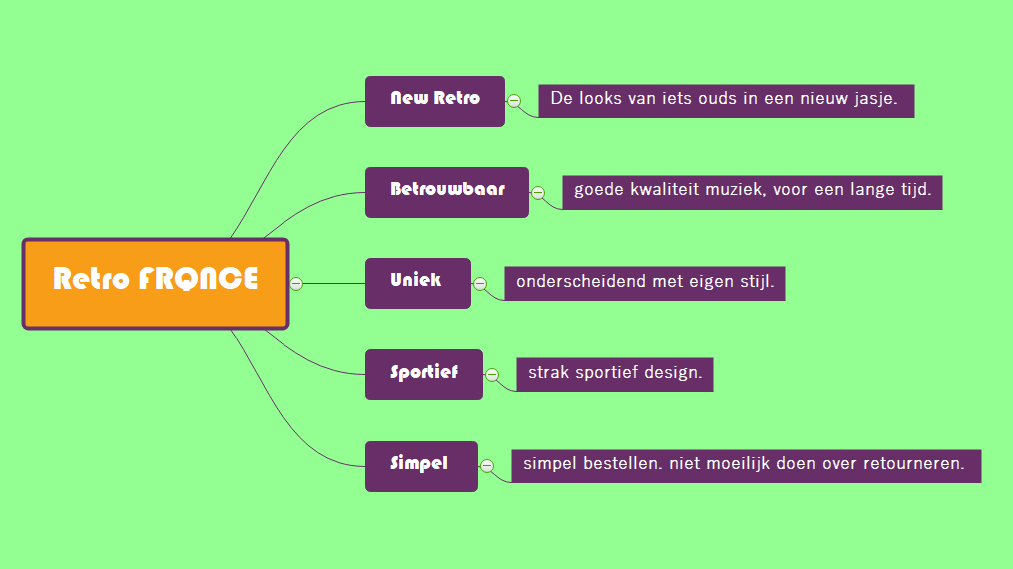 New Retro
De looks van iets ouds in een nieuw jasje.
Betrouwbaar
goede kwaliteit muziek, voor een lange tijd.
Retro FRQNCE
Uniek
onderscheidend met eigen stijl.
Sportief
strak sportief design.
Simpel
simpel bestellen. niet moeilijk doen over retourneren.